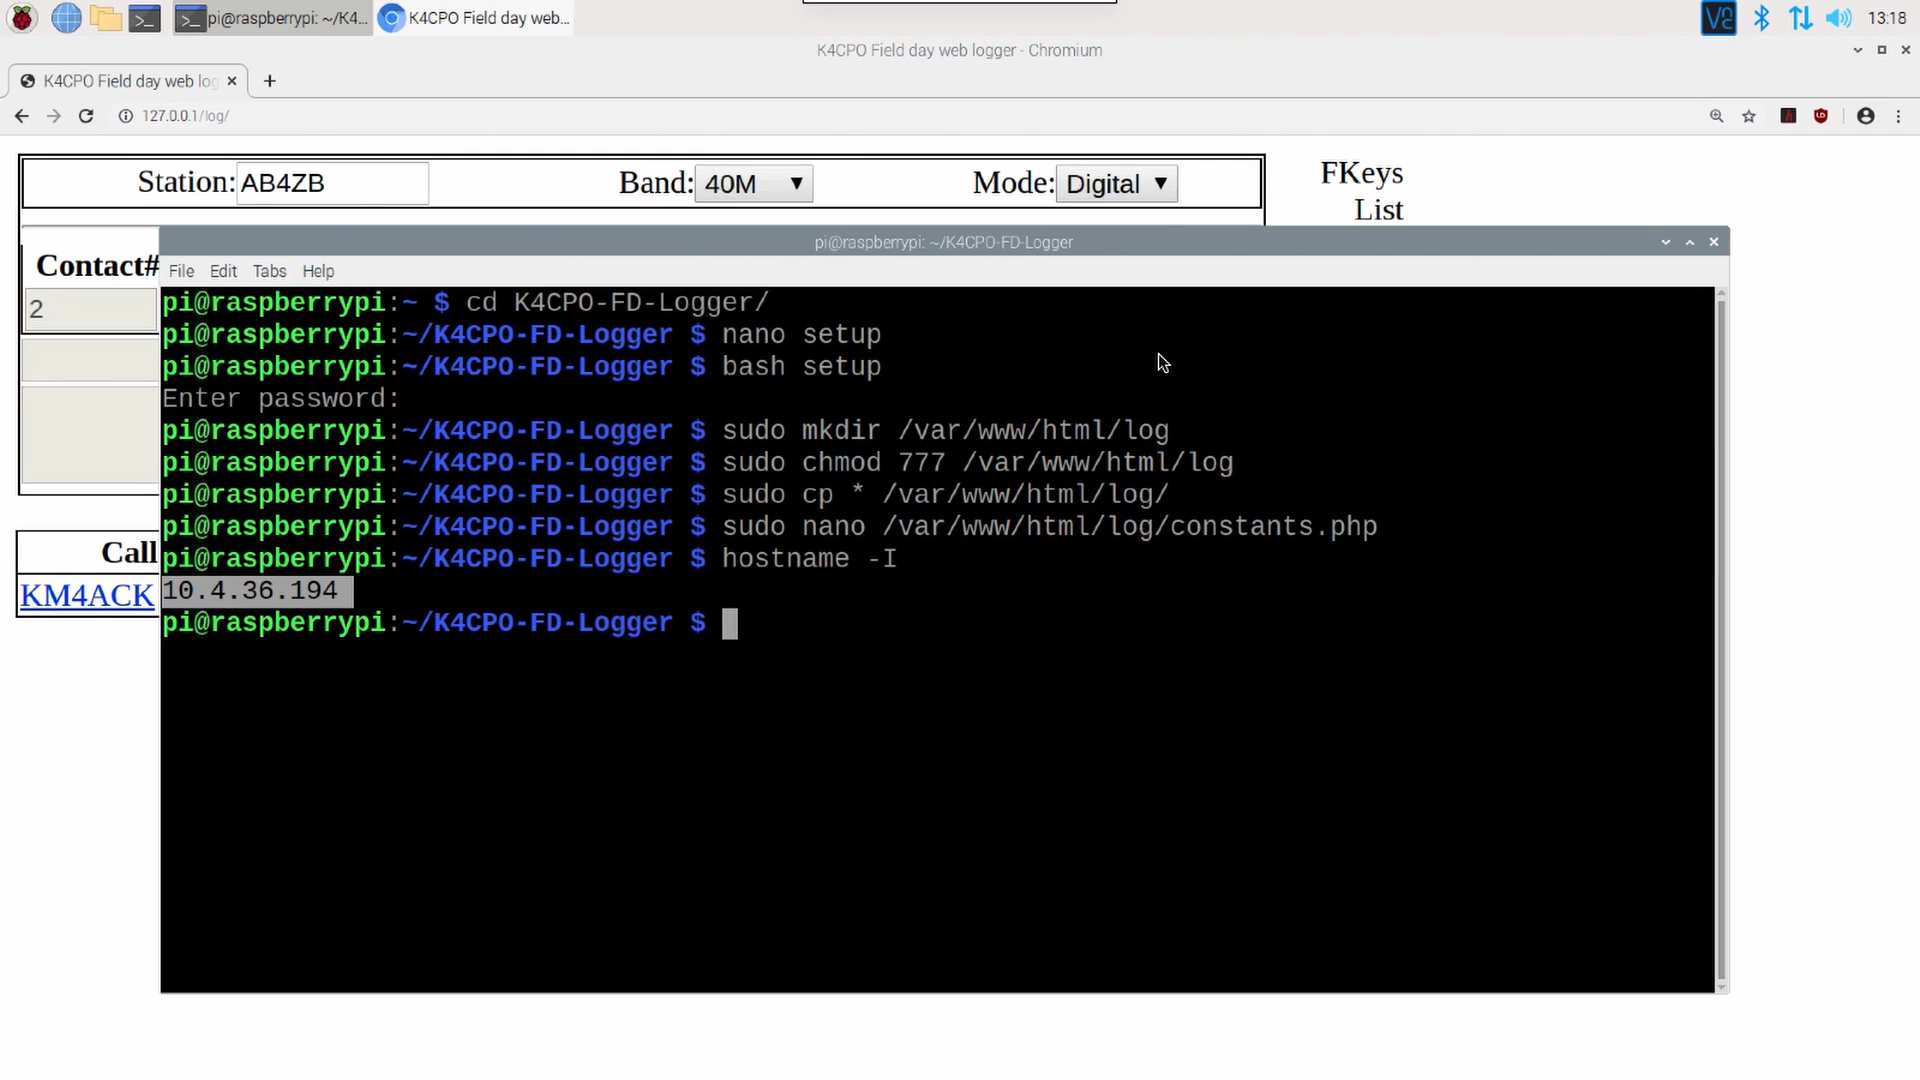 pi@raspberrypi: ~/K4... K4CPO Field day web... 13:18
K4CPO Field day web logger - Chromium
K4CPO Field day web log
127.0.0.1/log/
Station: AB4ZB Band: 40M Mode: Digital FKeys
List
pi@raspberrypi: ~/K4CPO-FD-Logger
Contact#
File Edit Tabs Help
2
pi@raspberrypi:~ $ cd K4CPO-FD-Logger/
pi@raspberrypi:~/K4CPO-FD-Logger $ nano setup
pi@raspberrypi:~/K4CPO-FD-Logger $ bash setup
Enter password:
pi@raspberrypi:~/K4CPO-FD-Logger $ sudo mkdir /var/www/html/log
pi@raspberrypi:~/K4CPO-FD-Logger $ sudo chmod 777 /var/www/html/log
pi@raspberrypi:~/K4CPO-FD-Logger $ sudo cp * /var/www/html/log/
pi@raspberrypi:~/K4CPO-FD-Logger $ sudo nano /var/www/html/log/constants.php
pi@raspberrypi:~/K4CPO-FD-Logger $ hostname -I
10.4.36.194
pi@raspberrypi:~/K4CPO-FD-Logger $
Call
KM4ACK